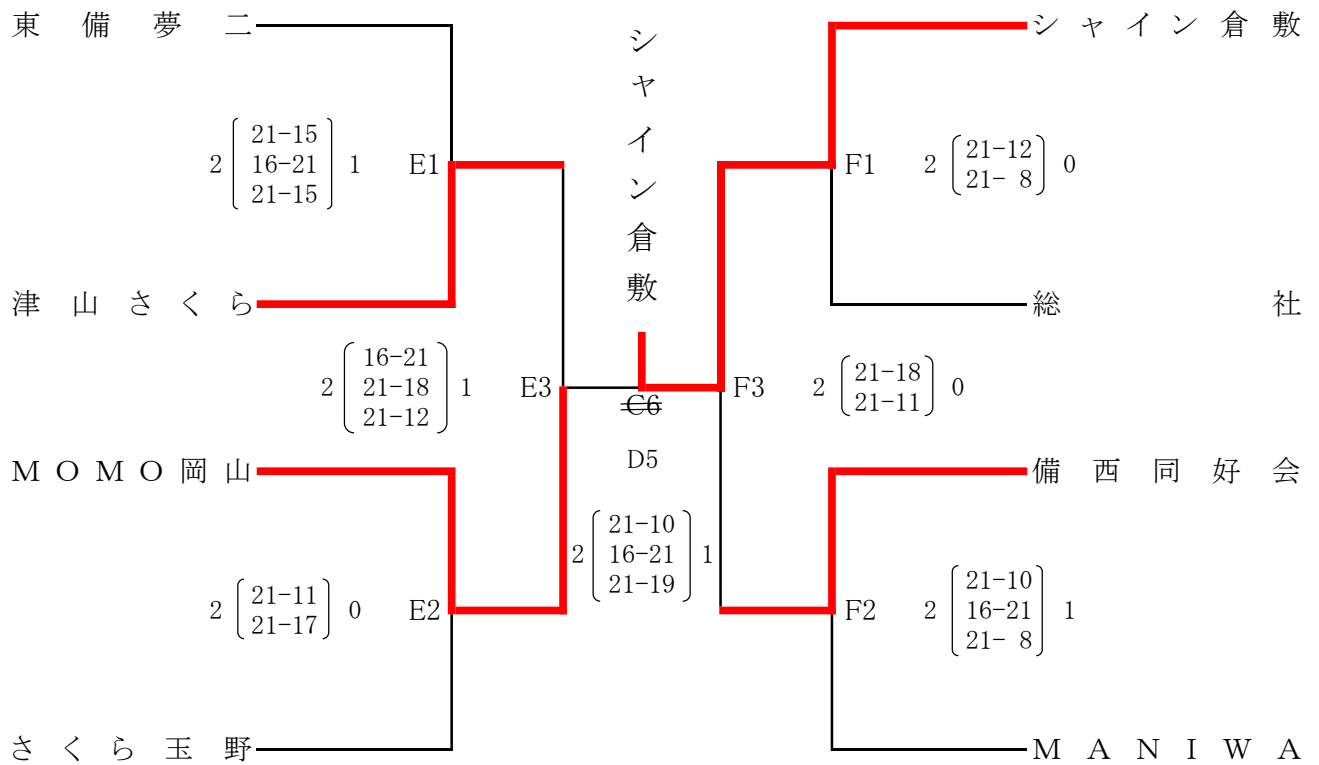 東備夢二
シャイン倉敷
シャイン倉敷
21-15
2 16-21 1
21-15
E1
F1
2 21-12 0
21- 8
津山さくら
総社
16-21
2 21-18 1
21-12
E3
F3
2 21-18 0
21-11
C6
D5
MOMO岡山
備西同好会
21-10
2 16-21 1
21-19
2 21-11 0
21-17
E2
F2
21-10
2 16-21 1
21- 8
さくら玉野
MANIWA